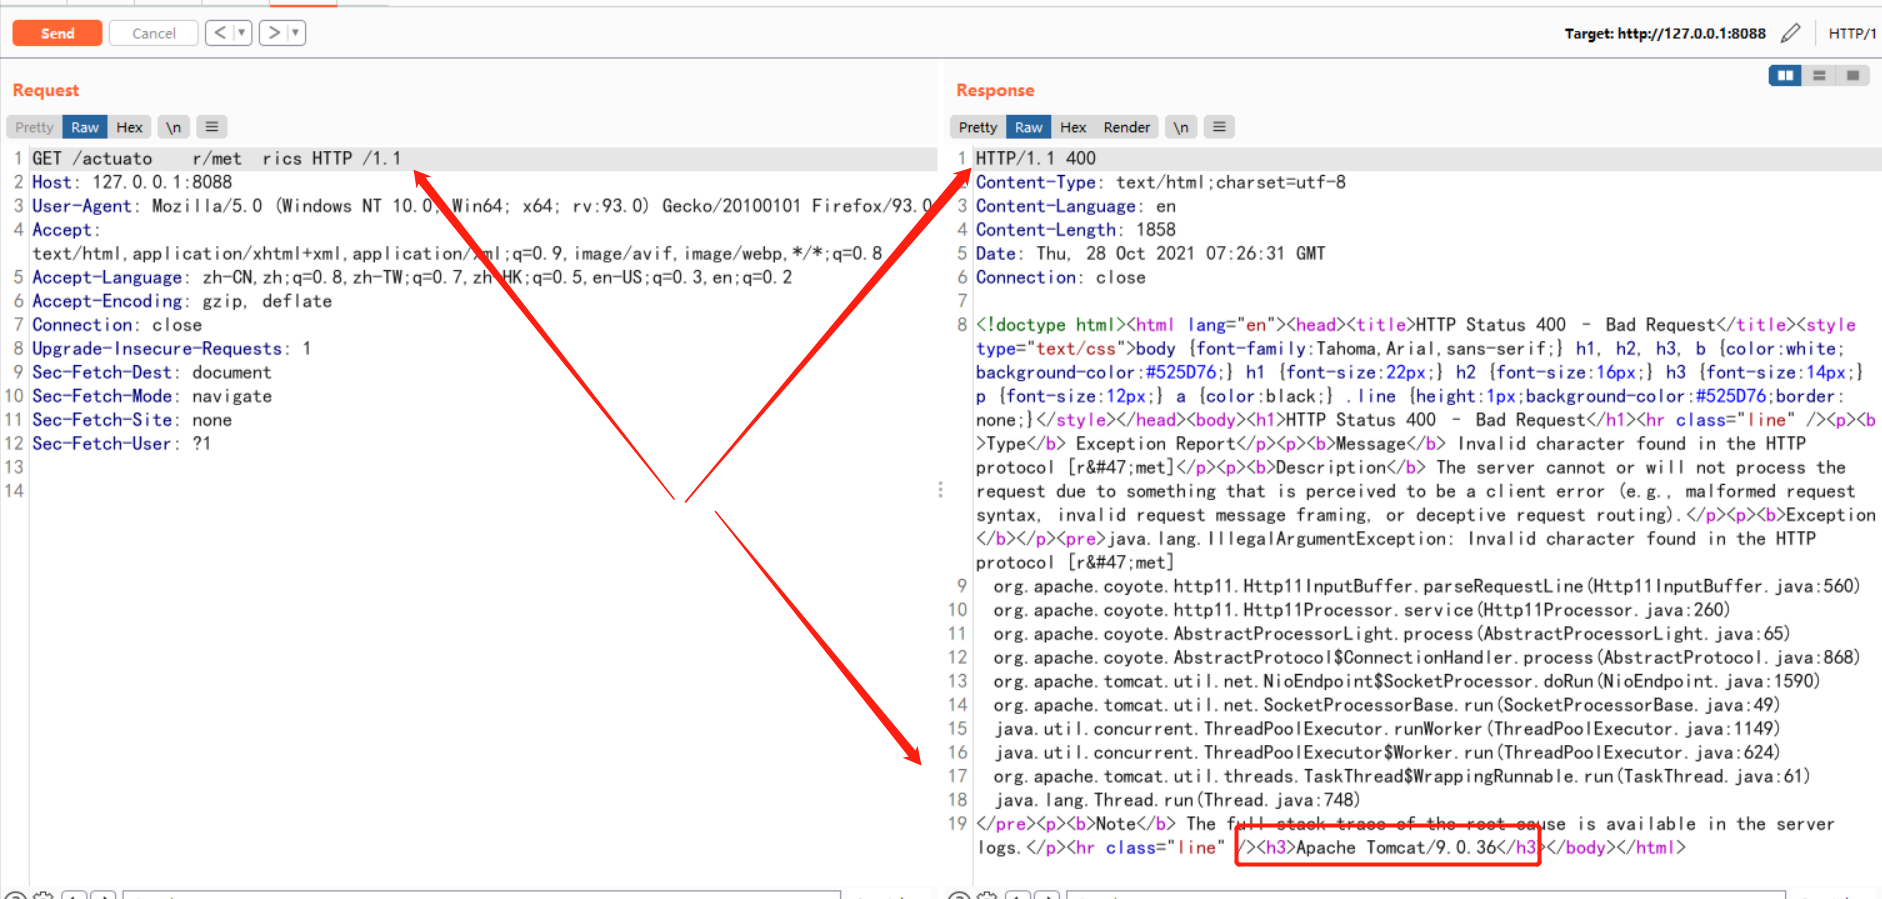 Send
Cancel
Target: http://127.0.0.1:8088
HTTP/1
Request
Pretty Raw Hex \n
1 GET /actuato    r/met  rics HTTP /1.1
2 Host: 127.0.0.1:8088
3 User-Agent: Mozilla/5.0 (Windows NT 10.0; Win64; x64; rv:93.0) Gecko/20100101 Firefox/93.0
4 Accept:
text/html,application/xhtml+xml,application/xml;q=0.9,image/avif,image/webp,*/*;q=0.8
5 Accept-Language: zh-CN,zh;q=0.8,zh-TW;q=0.7,zh-HK;q=0.5,en-US;q=0.3,en;q=0.2
6 Accept-Encoding: gzip, deflate
7 Connection: close
8 Upgrade-Insecure-Requests: 1
9 Sec-Fetch-Dest: document
10 Sec-Fetch-Mode: navigate
11 Sec-Fetch-Site: none
12 Sec-Fetch-User: ?1
13
14
Response
Pretty Raw Hex Render \n
1 HTTP/1.1 400
2 Content-Type: text/html;charset=utf-8
3 Content-Language: en
4 Content-Length: 1858
5 Date: Thu, 28 Oct 2021 07:26:31 GMT
6 Connection: close
7
8 <!doctype html><html lang="en"><head><title>HTTP Status 400 – Bad Request</title><style
type="text/css">body {font-family:Tahoma,Arial,sans-serif;} h1, h2, h3, b {color:white;
background-color:#525D76;} h1 {font-size:22px;} h2 {font-size:16px;} h3 {font-size:14px;}
p {font-size:12px;} a {color:black;} .line {height:1px;background-color:#525D76;border:
none;}</style></head><body><h1>HTTP Status 400 – Bad Request</h1><hr class="line" /><p><b
>Type</b> Exception Report</p><p><b>Message</b> Invalid character found in the HTTP
protocol [r&#47;met]</p><p><b>Description</b> The server cannot or will not process the
request due to something that is perceived to be a client error (e.g., malformed request
syntax, invalid request message framing, or deceptive request routing).</p><p><b>Exception
</b></p><pre>java.lang.IllegalArgumentException: Invalid character found in the HTTP
protocol [r&#47;met]
9 org.apache.coyote.http11.Http11InputBuffer.parseRequestLine(Http11InputBuffer.java:560)
10 org.apache.coyote.http11.Http11Processor.service(Http11Processor.java:260)
11 org.apache.coyote.AbstractProcessorLight.process(AbstractProcessorLight.java:65)
12 org.apache.coyote.AbstractProtocol$ConnectionHandler.process(AbstractProtocol.java:868)
13 org.apache.tomcat.util.net.NioEndpoint$SocketProcessor.doRun(NioEndpoint.java:1590)
14 org.apache.tomcat.util.net.SocketProcessorBase.run(SocketProcessorBase.java:49)
15 java.util.concurrent.ThreadPoolExecutor.runWorker(ThreadPoolExecutor.java:1149)
16 java.util.concurrent.ThreadPoolExecutor$Worker.run(ThreadPoolExecutor.java:624)
17 org.apache.tomcat.util.threads.TaskThread$WrappingRunnable.run(TaskThread.java:61)
18 java.lang.Thread.run(Thread.java:748)
19 </pre><p><b>Note</b> The full stack trace of the root cause is available in the server
logs.</p><hr class="line" /><h3>Apache Tomcat/9.0.36</h3></body></html>